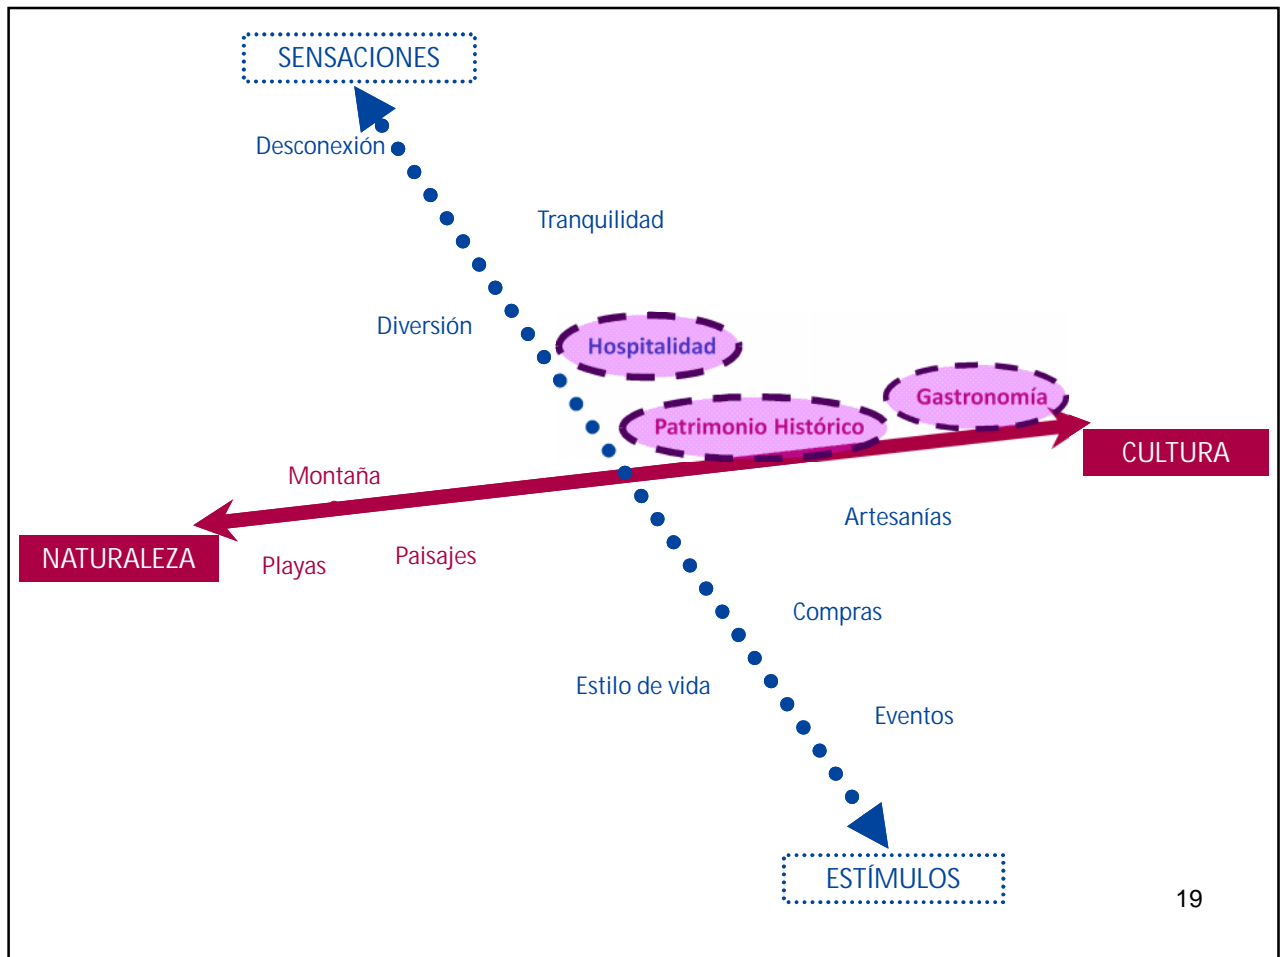 SENSACIONES
Desconexión
Tranquilidad
Diversión
Hospitalidad
Gastronomía
Patrimonio Histórico
CULTURA
Montaña
Artesanías
NATURALEZA
Playas
Paisajes
Compras
Estilo de vida
Eventos
ESTÍMULOS
19